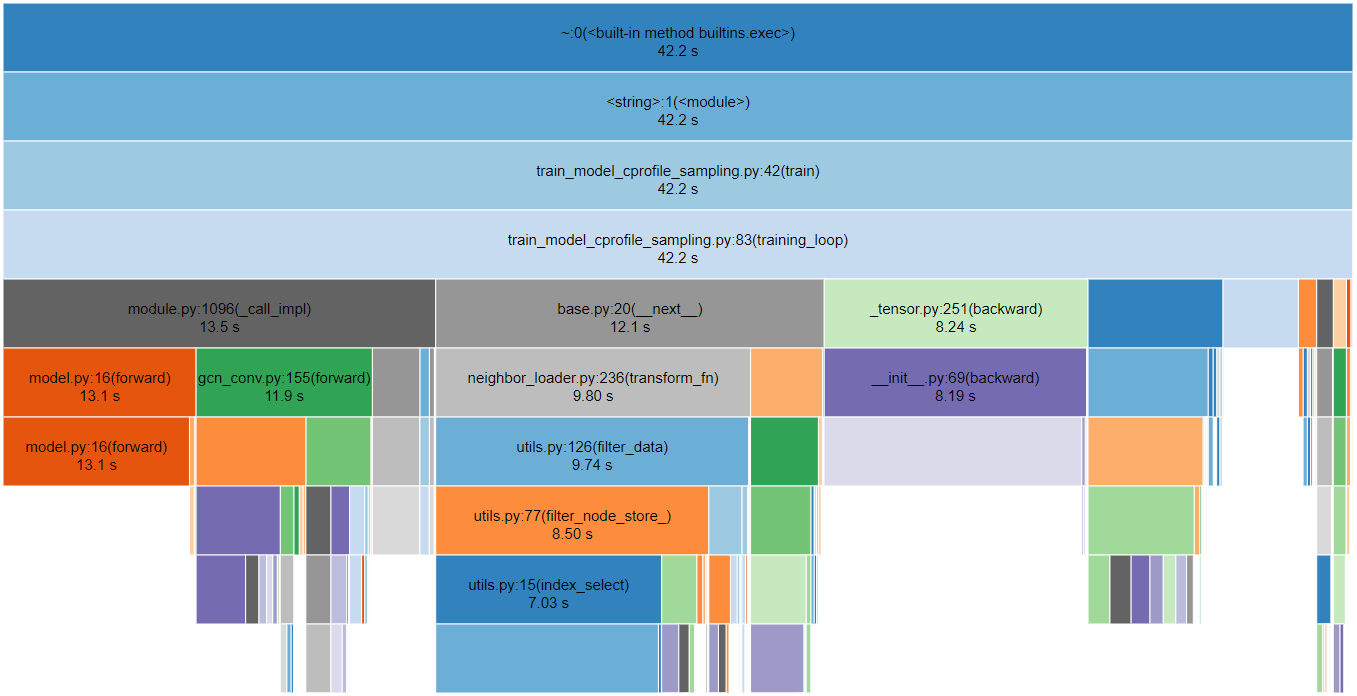 ~:0(<built-in method builtins.exec>)
42.2 s
<string>:1(<module>)
42.2 s
train_model_cprofile_sampling.py:42(train)
42.2 s
train_model_cprofile_sampling.py:83(training_loop)
42.2 s
module.py:1096(_call_impl)
13.5 s
base.py:20(__next__)
12.1 s
_tensor.py:251(backward)
8.24 s
model.py:16(forward)
13.1 s
gcn_conv.py:155(forward)
11.9 s
neighbor_loader.py:236(transform_fn)
9.80 s
__init__.py:69(backward)
8.19 s
model.py:16(forward)
13.1 s
utils.py:126(filter_data)
9.74 s
utils.py:77(filter_node_store_)
8.50 s
utils.py:15(index_select)
7.03 s